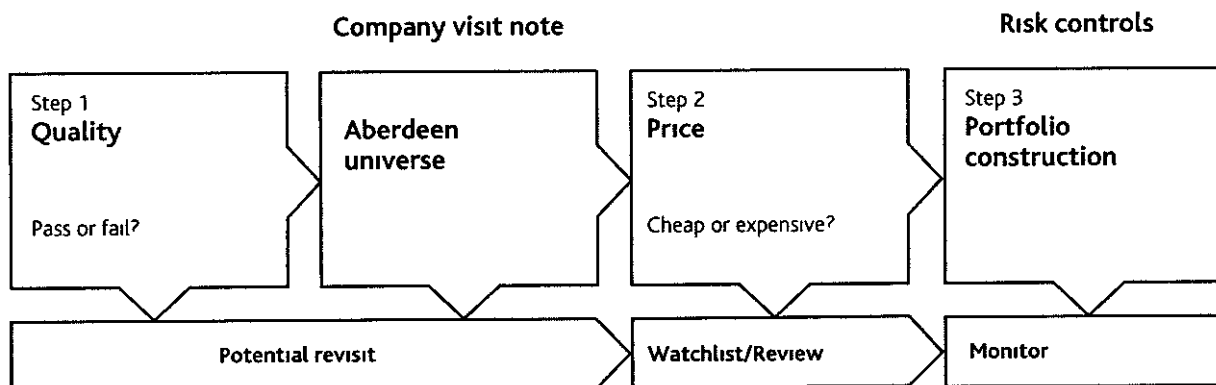 Company visit note
Risk controls
Step 1
Quality
Pass or fail?
Aberdeen
universe
Step 2
Price
Cheap or expensive?
Step 3
Portfolio
construction
Potential revisit
Watchlist/Review
Monitor